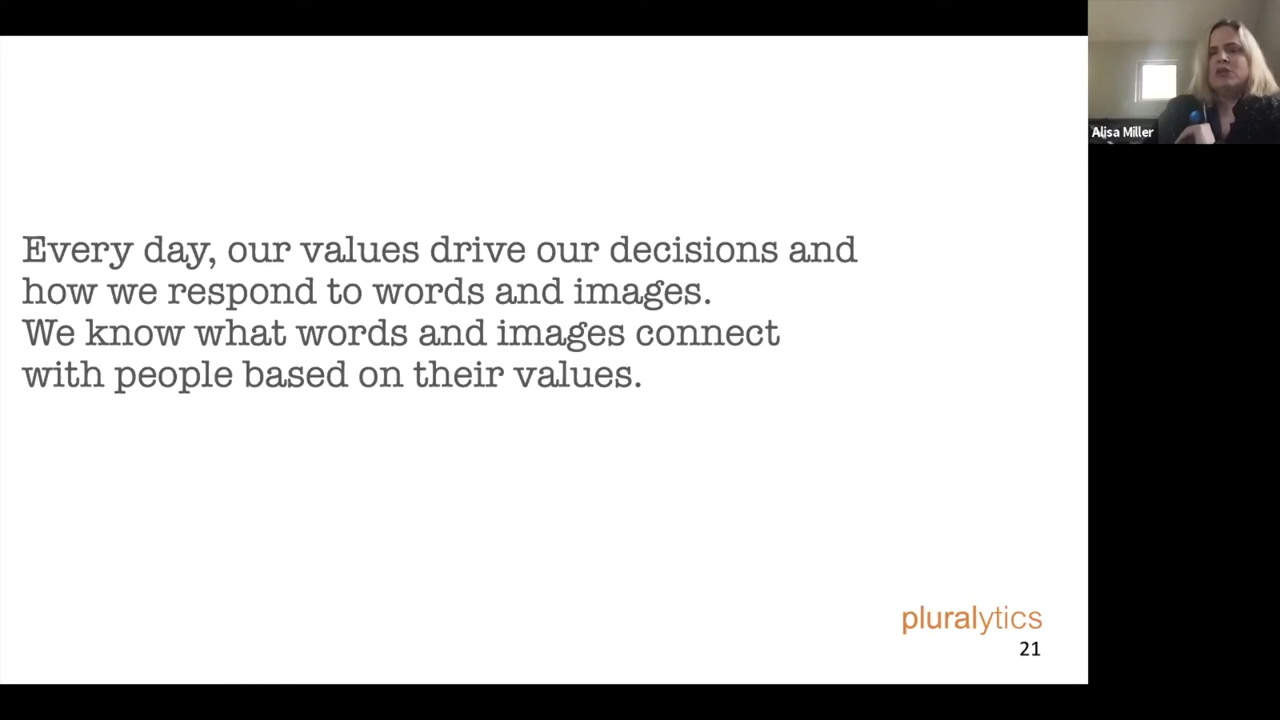 Every day, our values drive our decisions and
how we respond to words and images.
We know what words and images connect
with people based on their values.
pluralytics
21
Alisa Miller